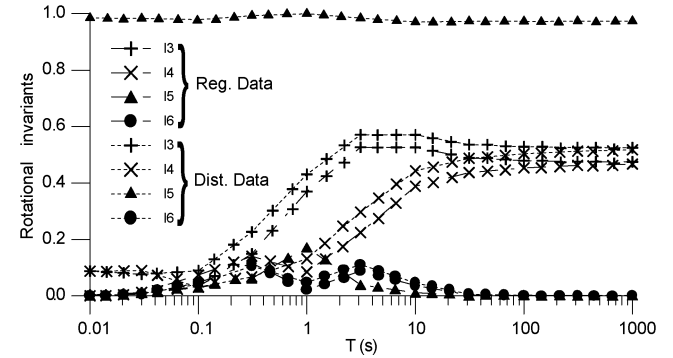 1.0
0.8
0.6
0.4
0.2
0.0
Rotational invariants
I3
I4
I5
I6
Reg. Data
I3
I4
I5
I6
Dist. Data
0.01
0.1
1
10
100
1000
T (s)